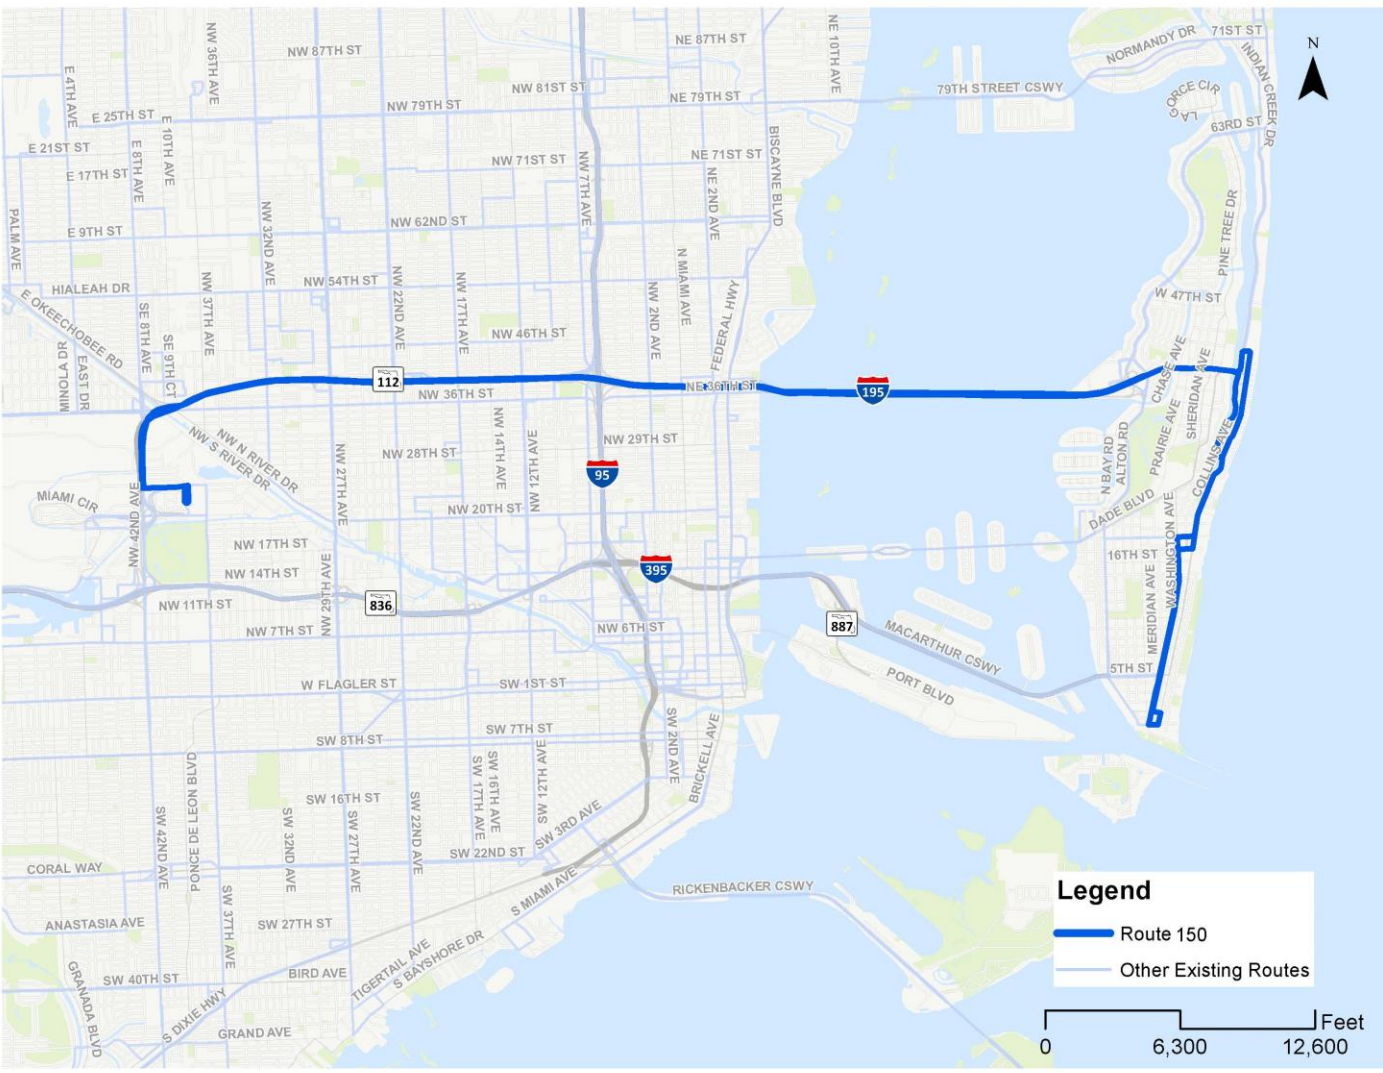 NW 36TH AVE
NE 87TH ST
NE 10TH AVE
NORMANDY DR
71ST ST
N
NW 87TH ST
INDIAN CREEK DR
E 4TH AVE
NW 81ST ST
79TH STREET CSWY
LAGORCE CIR
E 25TH ST
NW 79TH ST
NE 79TH ST
63RD ST
E 21ST ST
E 8TH AVE
E 10TH AVE
NW 71ST ST
NW 7TH AVE
NE 71ST ST
BISCAYNE BLVD
E 17TH ST
NE 2ND AVE
PALM AVE
E 9TH ST
NW 32ND AVE
NW 62ND ST
PINE TREE DR
HIALEAH DR
NW 54TH ST
NW 37TH AVE
NW 22ND AVE
NW 17TH AVE
N MIAMI AVE
NW 2ND AVE
FEDERAL HWY
W 47TH ST
E OKEECHOBEE RD
SE 8TH AVE
SE 9TH CT
MINOLA DR
EAST DR
NW 46TH ST
CHASE AVE
SHERIDAN AVE
112
NW 36TH ST
NE 36TH ST
195
PRAIRIE AVE
COLLINS AVE
N BAY RD
ALTON RD
NW N RIVER DR
NW S RIVER DR
NW 28TH ST
NW 14TH AVE
NW 12TH AVE
NW 29TH ST
95
NW 27TH AVE
MIAMI CIR
NW 42ND AVE
NW 20TH ST
DADE BLVD
NW 17TH ST
16TH ST
MERIDIAN AVE
WASHINGTON AVE
NW 14TH ST
NW 29TH AVE
395
NW 11TH ST
836
887
NW 7TH ST
NW 6TH ST
MACARTHUR CSWY
5TH ST
W FLAGLER ST
SW 1ST ST
PORT BLVD
SW 8TH ST
SW 7TH ST
SW 2ND AVE
BRICKELL AVE
PONCE DE LEON BLVD
SW 17TH AVE
SW 16TH AVE
SW 12TH AVE
SW 16TH ST
SW 42ND AVE
SW 32ND AVE
SW 27TH AVE
SW 22ND AVE
SW 3RD AVE
SW 22ND ST
CORAL WAY
S MIAMI AVE
RICKENBACKER CSWY
ANASTASIA AVE
SW 37TH AVE
SW 27TH ST
Legend
Route 150
Other Existing Routes
GRANADA BLVD
SW 40TH ST
BIRD AVE
TIGERTAIL AVE
S BAYSHORE DR
S DIXIE HWY
GRAND AVE
Feet
0 6,300 12,600